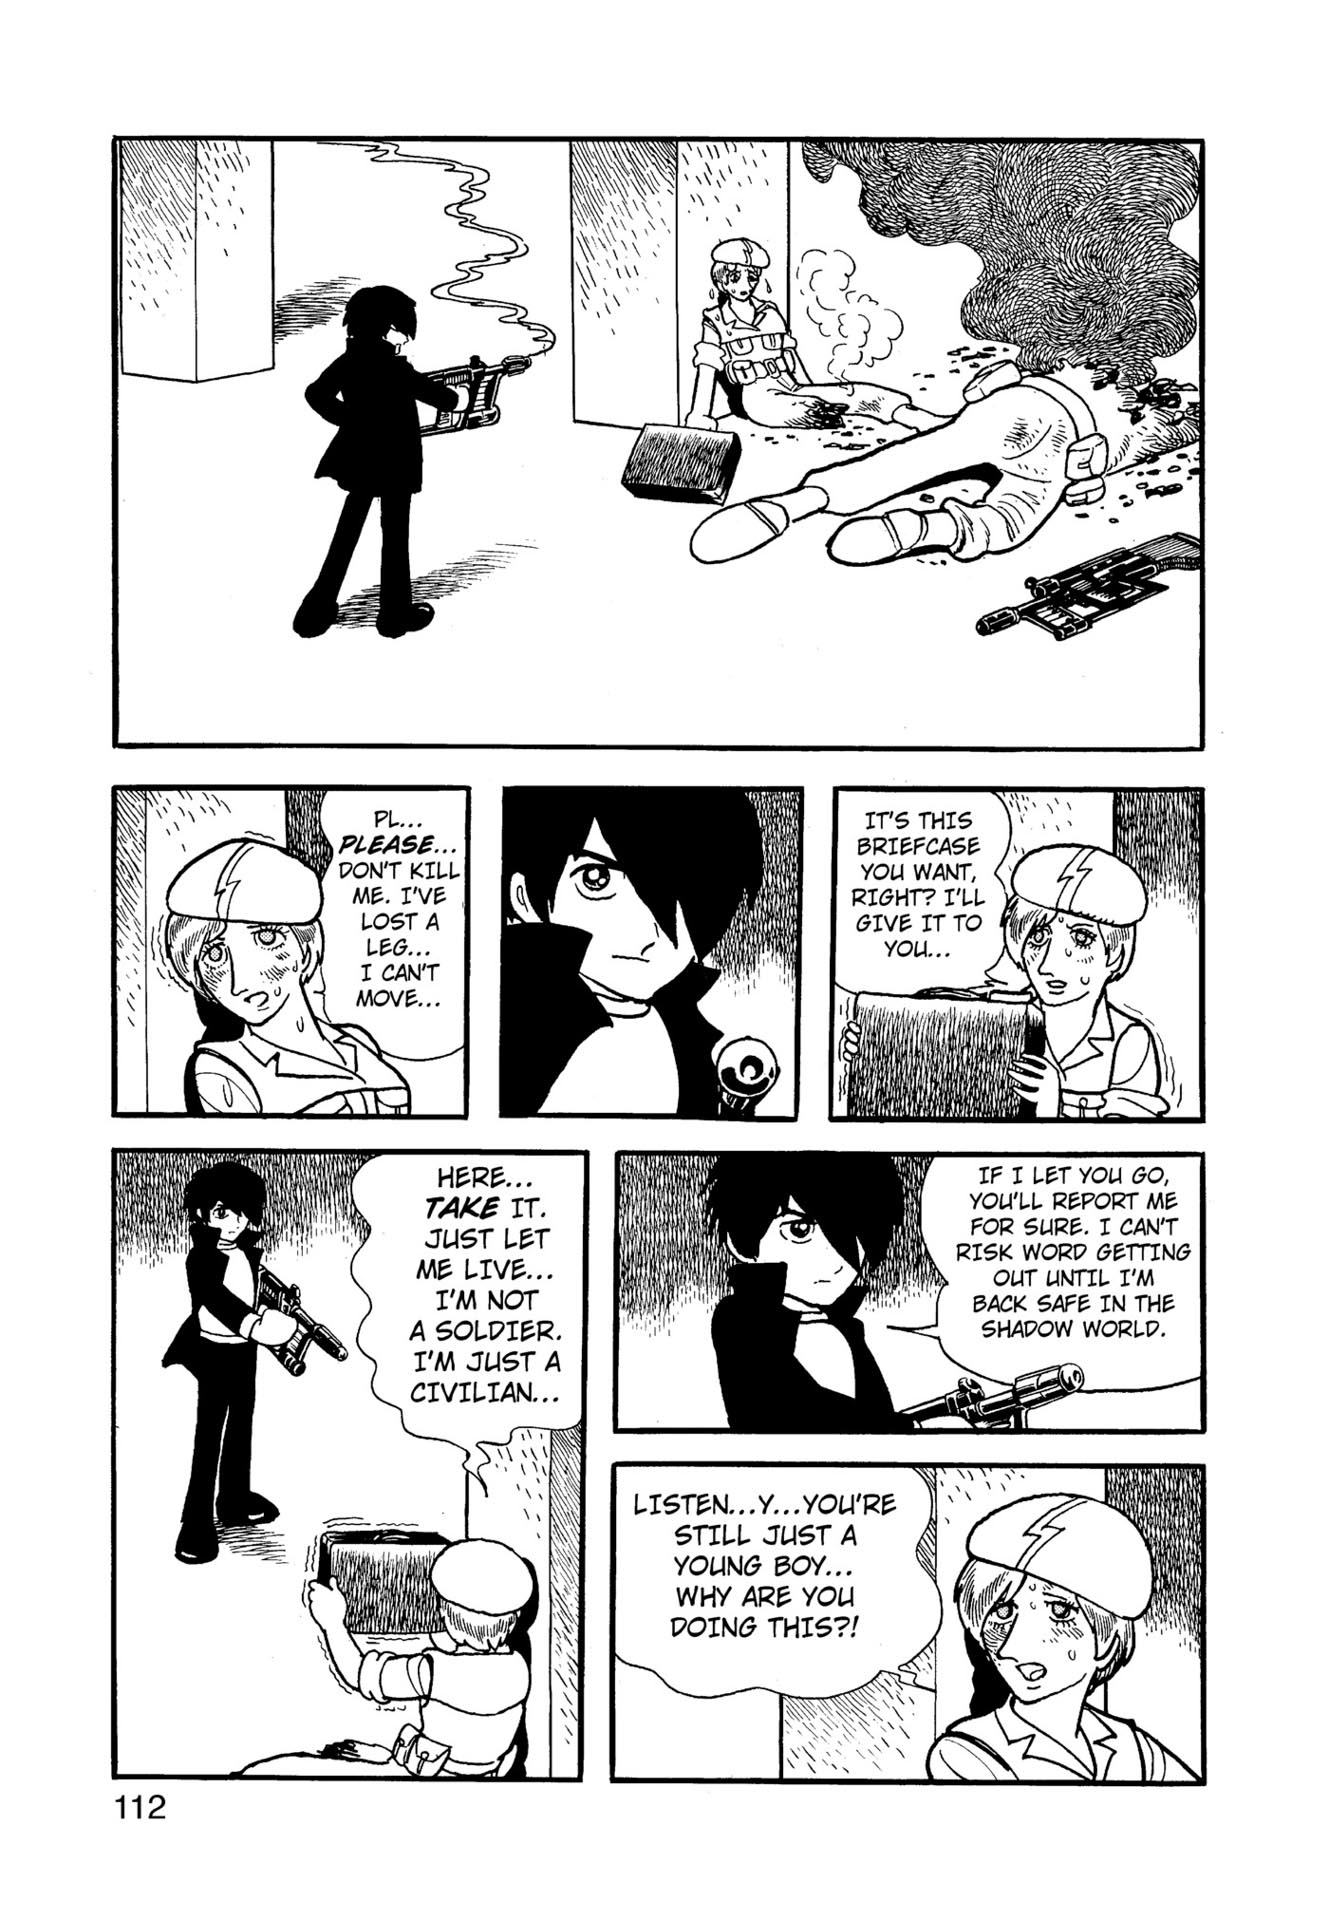 PL...
PLEASE...
DON'T KILL
ME. I'VE
LOST A
LEG...
I CAN'T
MOVE...
IT'S THIS
BRIEFCASE
YOU WANT,
RIGHT? I'LL
GIVE IT TO
YOU...
HERE...
TAKE IT.
JUST LET
ME LIVE...
I'M NOT
A SOLDIER.
I'M JUST A
CIVILIAN...
IF I LET YOU GO,
YOU'LL REPORT ME
FOR SURE. I CAN'T
RISK WORD GETTING
OUT UNTIL I'M
BACK SAFE IN THE
SHADOW WORLD.
LISTEN...Y...YOU'RE
STILL JUST A
YOUNG BOY...
WHY ARE YOU
DOING THIS?!
112